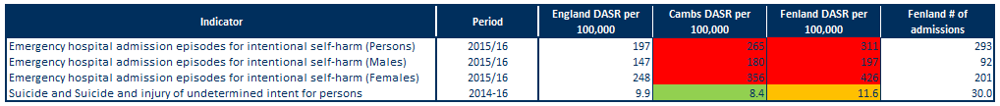 Indicator Period England DASR per 100,000 Cambs DASR per 100,000 Fenland DASR per 100,000 Fenland # of admissions
Emergency hospital admission episodes for intentional self-harm (Persons) 2015/16 197 265 311 293
Emergency hospital admission episodes for intentional self-harm (Males) 2015/16 147 180 197 92
Emergency hospital admission episodes for intentional self-harm (Females) 2015/16 248 356 426 201
Suicide and Suicide and injury of undetermined intent for persons 2014-16 9.9 8.4 11.6 30.0